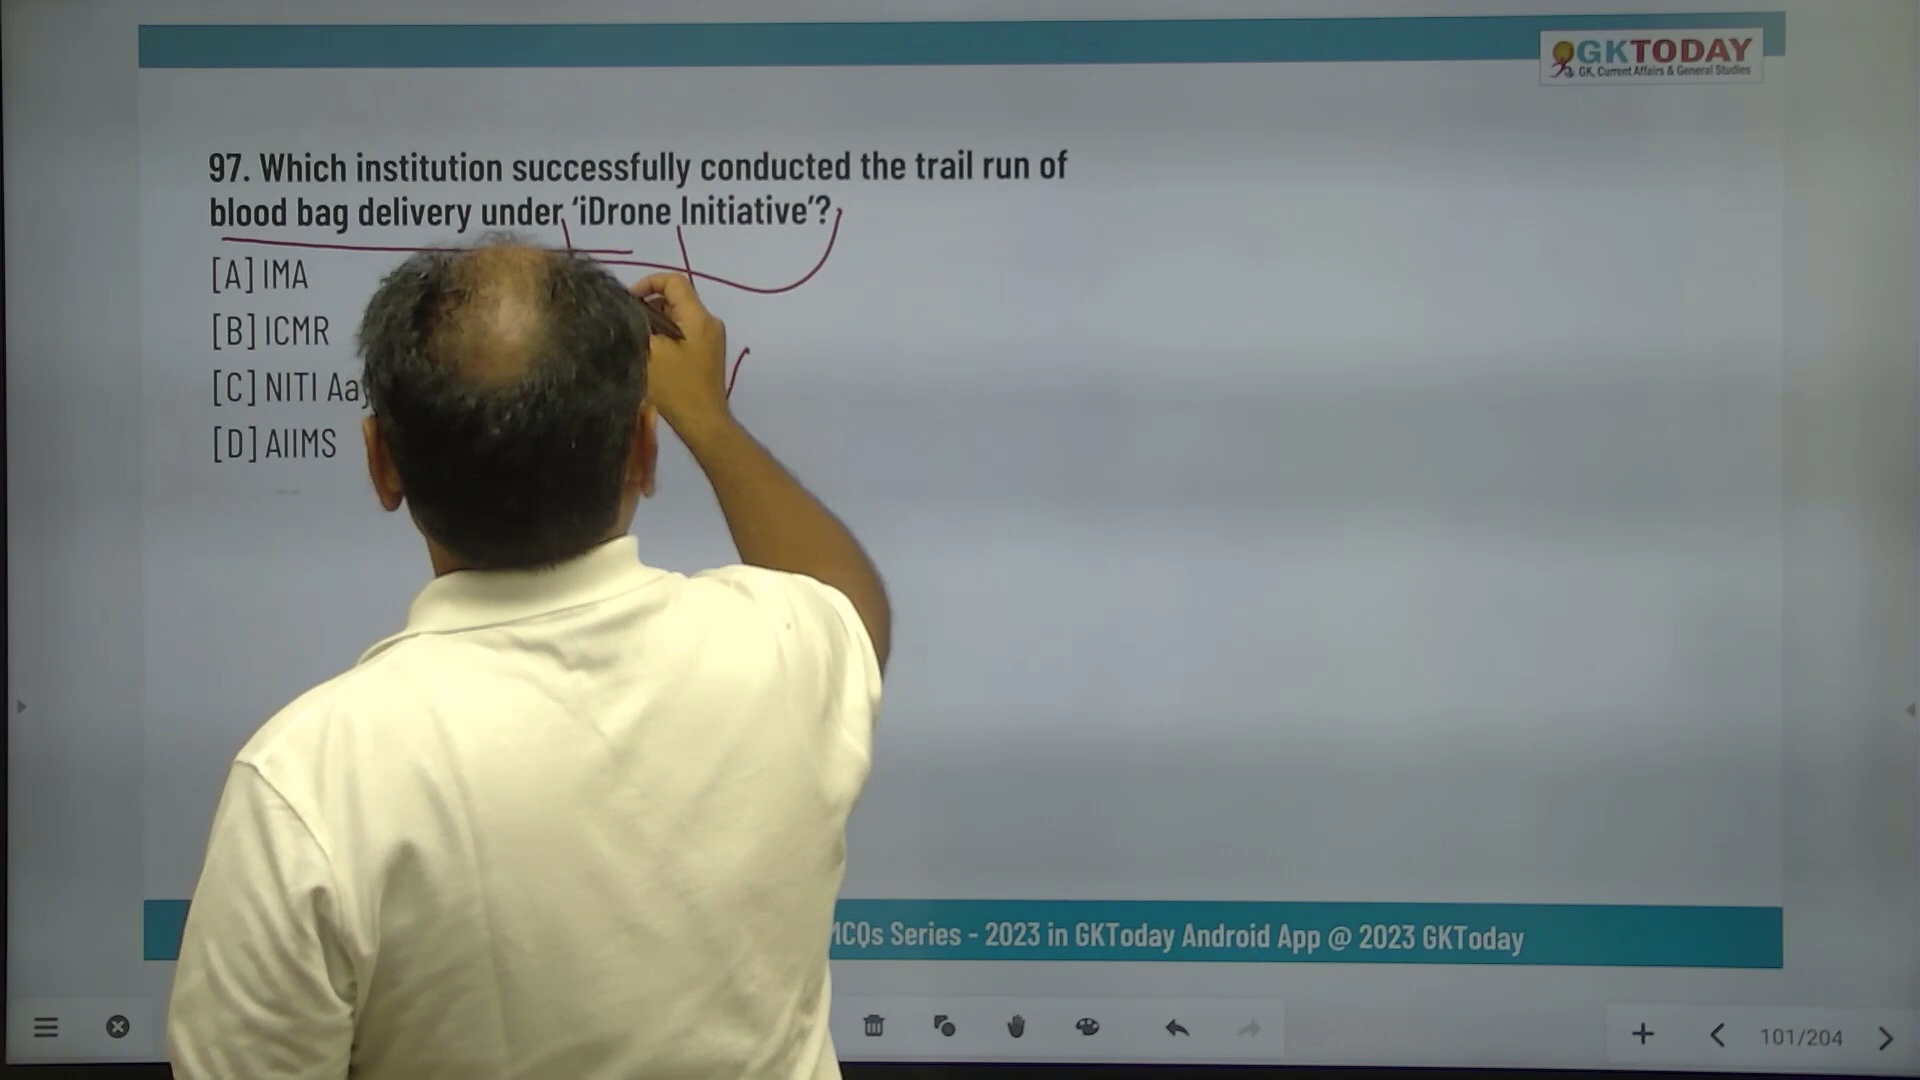 GKTODAY
GK, Current Affairs & General Studies
97. Which institution successfully conducted the trail run of
blood bag delivery under 'iDrone Initiative'?
[A] IMA
[B] ICMR
[C] NITI
[D] AIIMS
MCQs Series - 2023 in GKToday Android App @ 2023 GKToday
101/204